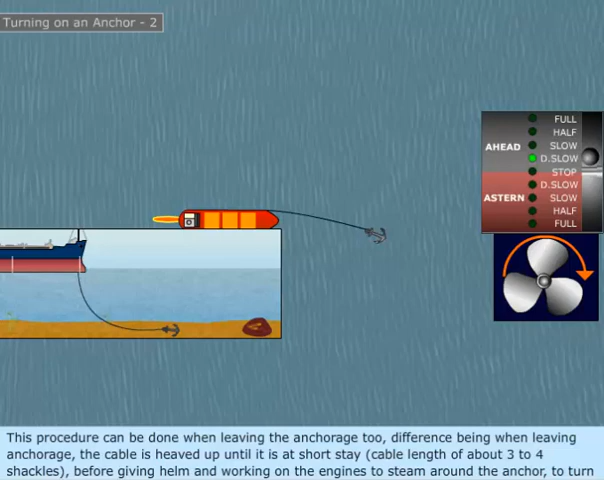 Turning on an Anchor - 2
FULL
HALF
AHEAD SLOW
D.SLOW
STOP
D.SLOW
ASTERN SLOW
HALF
FULL
This procedure can be done when leaving the anchorage too, difference being when leaving
anchorage, the cable is heaved up until it is at short stay (cable length of about 3 to 4
shackles), before giving helm and working on the engines to steam around the anchor, to turn